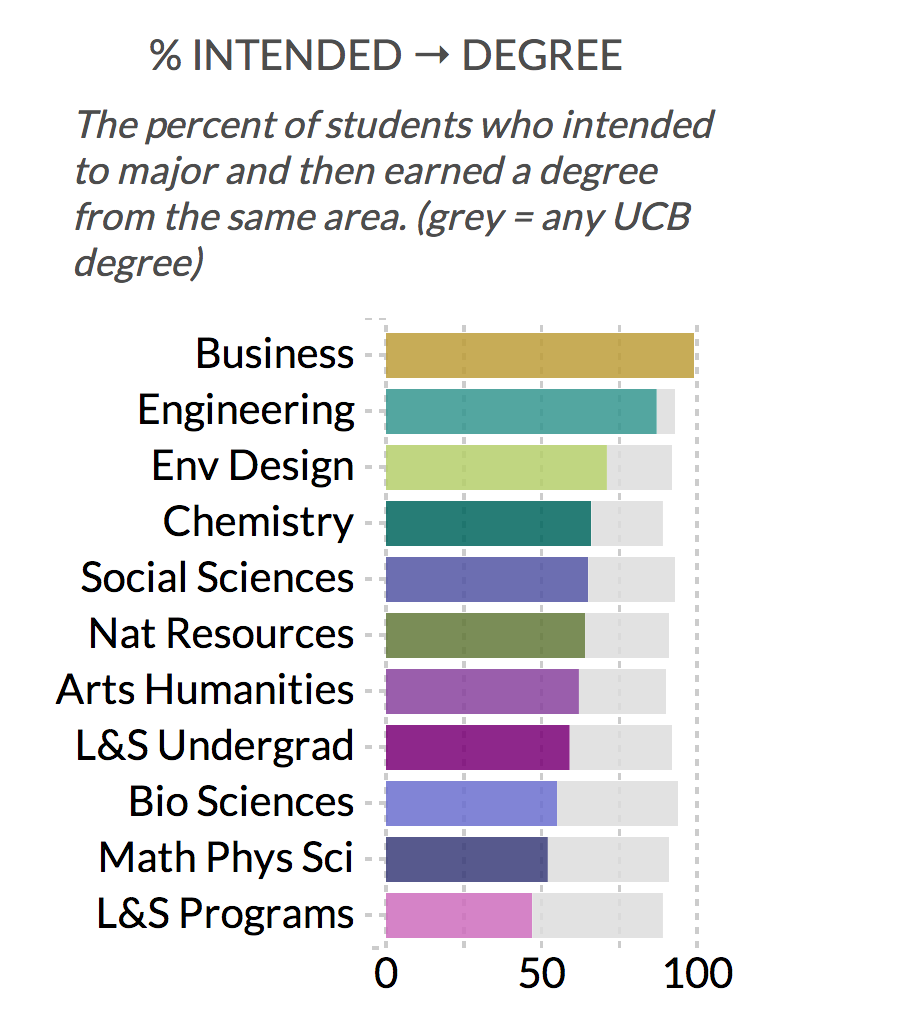 % INTENDED → DEGREE
The percent of students who intended
to major and then earned a degree
from the same area. (grey = any UCB
degree)
Business
Engineering
Env Design
Chemistry
Social Sciences
Nat Resources
Arts Humanities
L&S Undergrad
Bio Sciences
Math Phys Sci
L&S Programs
0 50 100